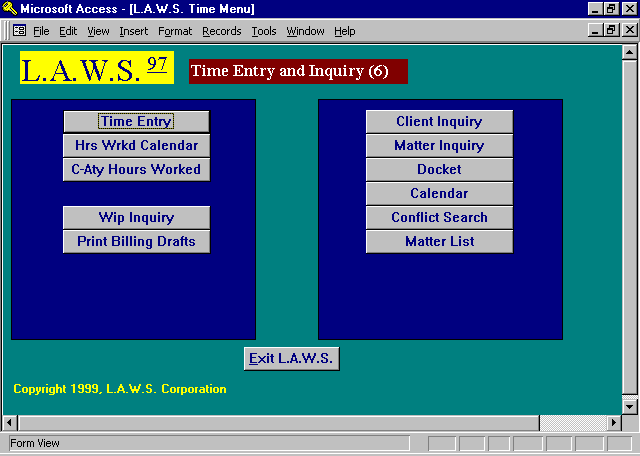 Microsoft Access - [L.A.W.S. Time Menu]
File Edit View Insert Format Records Tools Window Help
L.A.W.S. 97
Time Entry and Inquiry (6)
Time Entry
Hrs Wrkd Calendar
C-Aty Hours Worked
Wip Inquiry
Print Billing Drafts
Client Inquiry
Matter Inquiry
Docket
Calendar
Conflict Search
Matter List
Exit L.A.W.S.
Copyright 1999, L.A.W.S. Corporation
Form View